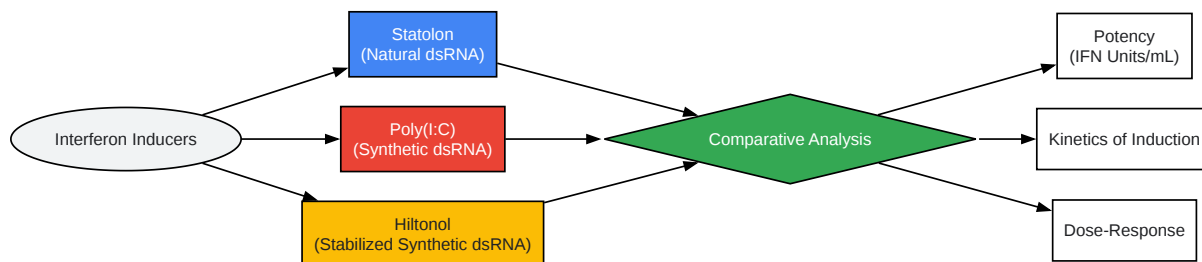 Interferon Inducers
Statolon
(Natural dsRNA)
Poly(I:C)
(Synthetic dsRNA)
Hiltonol
(Stabilized Synthetic dsRNA)
Comparative Analysis
Potency
(IFN Units/mL)
Kinetics of Induction
Dose-Response